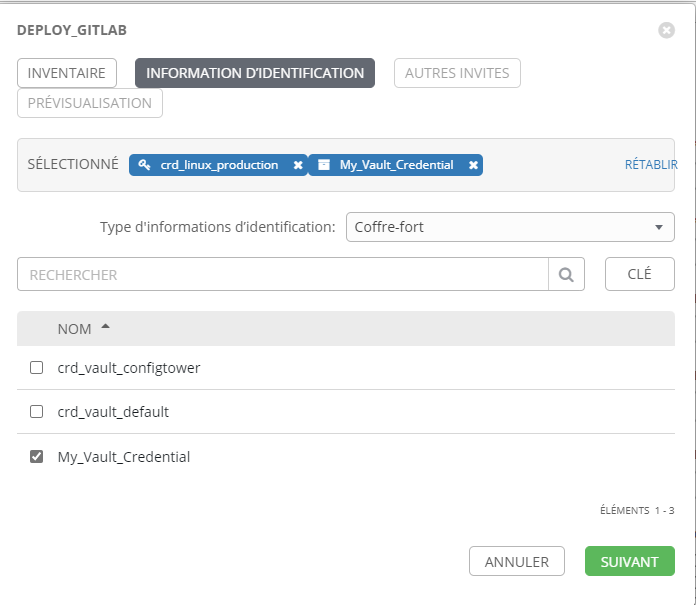 DEPLOY_GITLAB
INVENTAIRE INFORMATION D'IDENTIFICATION AUTRES INVITES
PRÉVISUALISATION
SÉLECTIONNÉ crd_linux_production My_Vault_Credential RÉTABLIR
Type d'informations d'identification: Coffre-fort
RECHERCHER CLÉ
NOM
crd_vault_configtower
crd_vault_default
My_Vault_Credential
ÉLÉMENTS 1 - 3
ANNULER SUIVANT